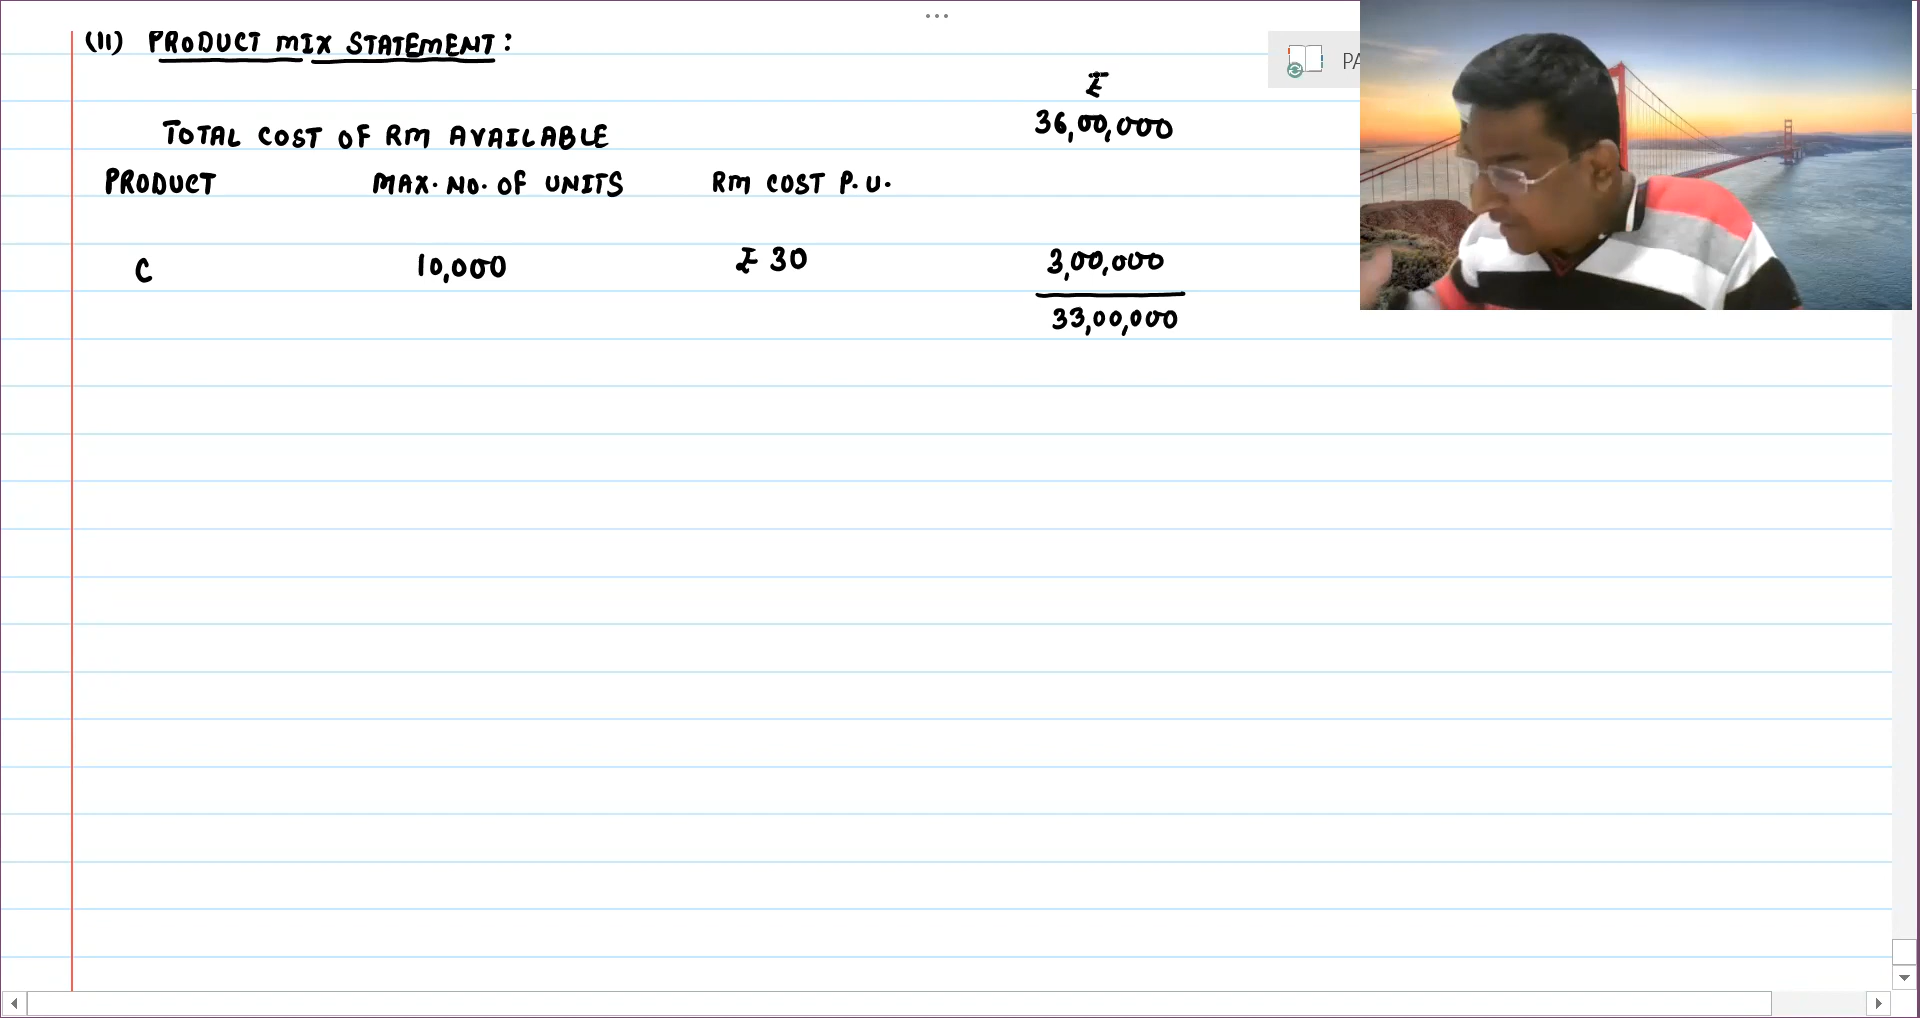 (II) PRODUCT MIX STATEMENT:
PA
₹
TOTAL COST OF RM AVAILABLE 36,00,000
PRODUCT MAX. NO. OF UNITS RM COST P.U.
C 10,000 ₹ 30 3,00,000
33,00,000